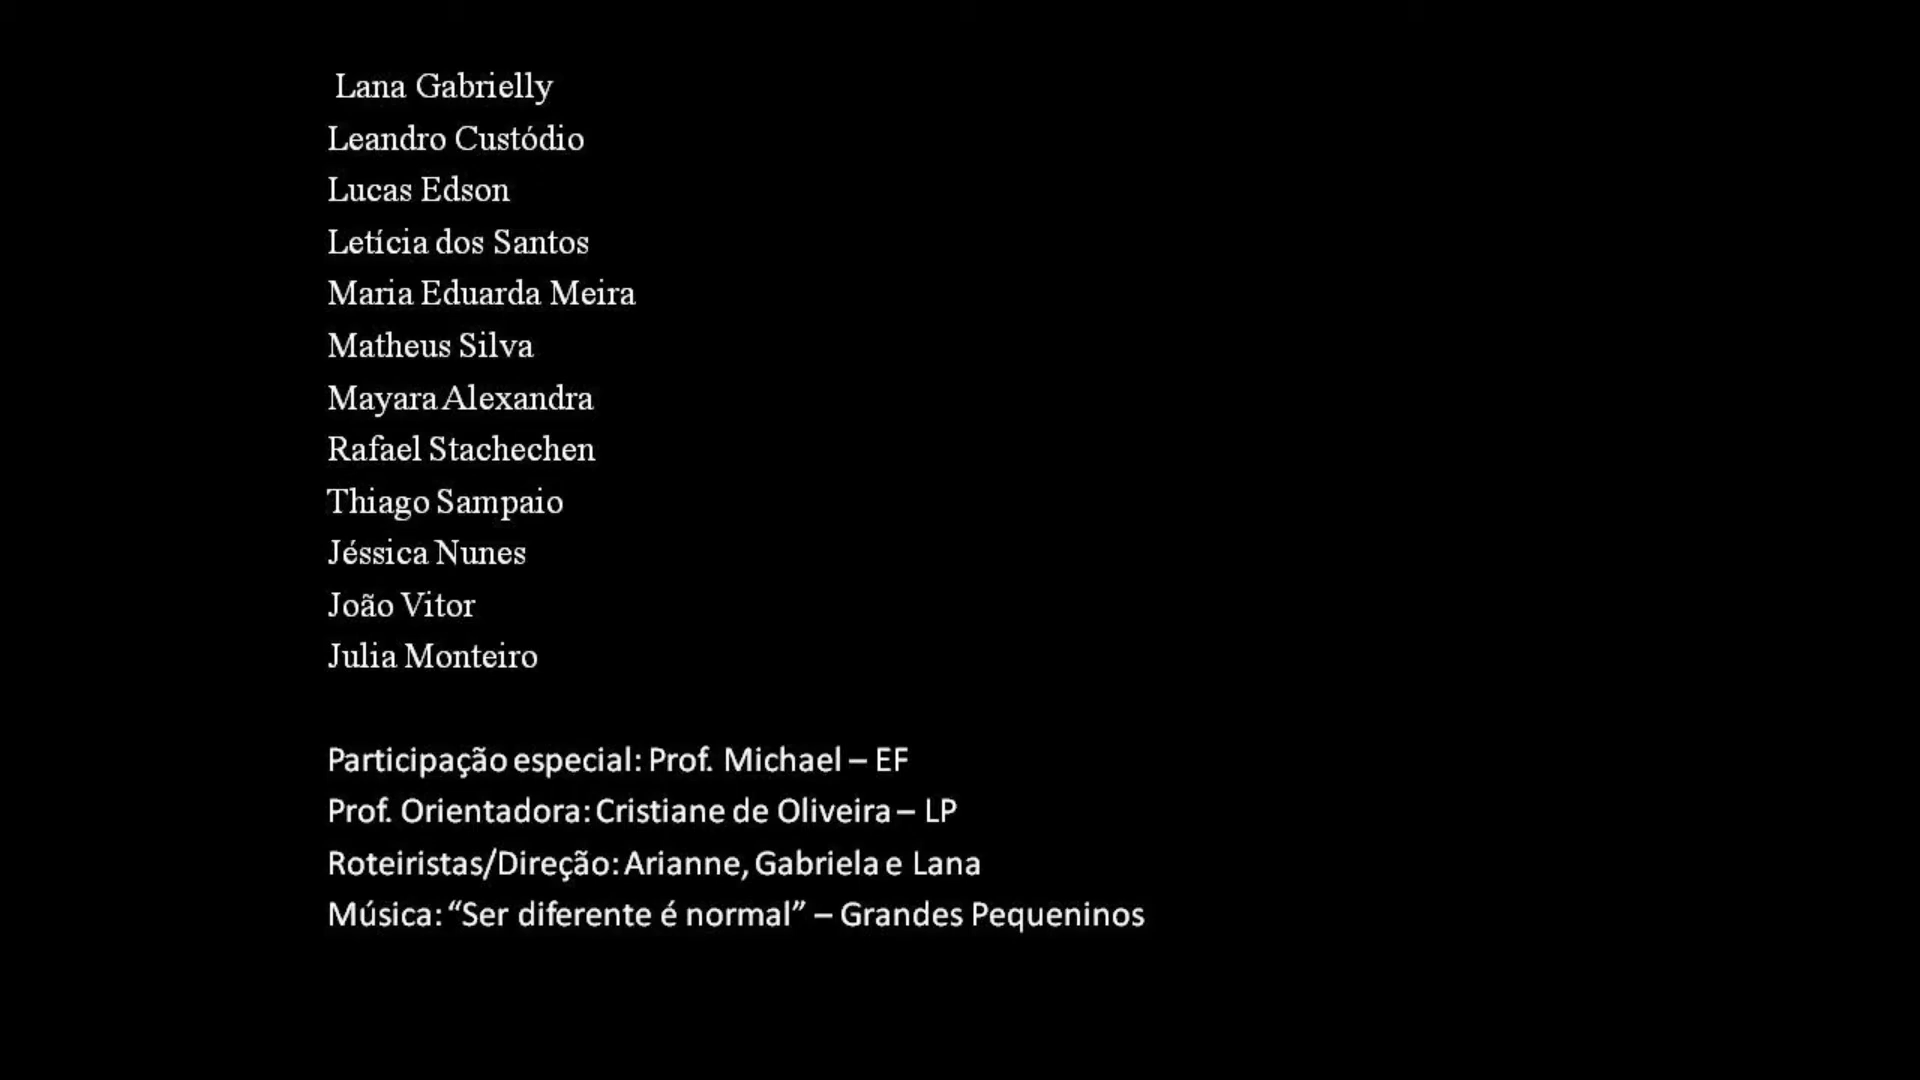 Lana Gabrielly
Leandro Custódio
Lucas Edson
Letícia dos Santos
Maria Eduarda Meira
Matheus Silva
Mayara Alexandra
Rafael Stachechen
Thiago Sampaio
Jéssica Nunes
João Vitor
Julia Monteiro
Participação especial: Prof. Michael – EF
Prof. Orientadora: Cristiane de Oliveira – LP
Roteiristas/Direção: Arianne, Gabriela e Lana
Música: “Ser diferente é normal” – Grandes Pequeninos